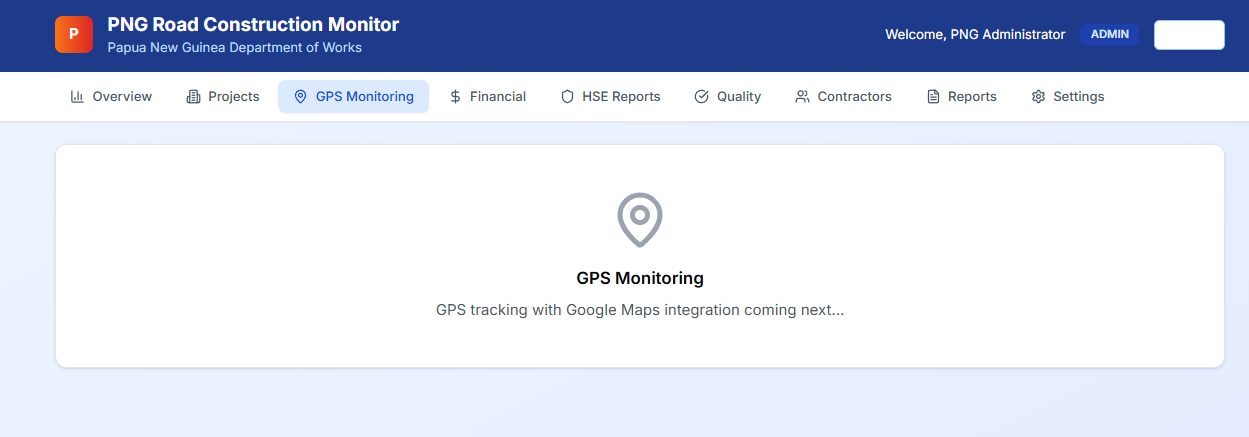 P
PNG Road Construction Monitor
Papua New Guinea Department of Works
Welcome, PNG Administrator
ADMIN
Overview
Projects
GPS Monitoring
Financial
HSE Reports
Quality
Contractors
Reports
Settings
GPS Monitoring
GPS tracking with Google Maps integration coming next...